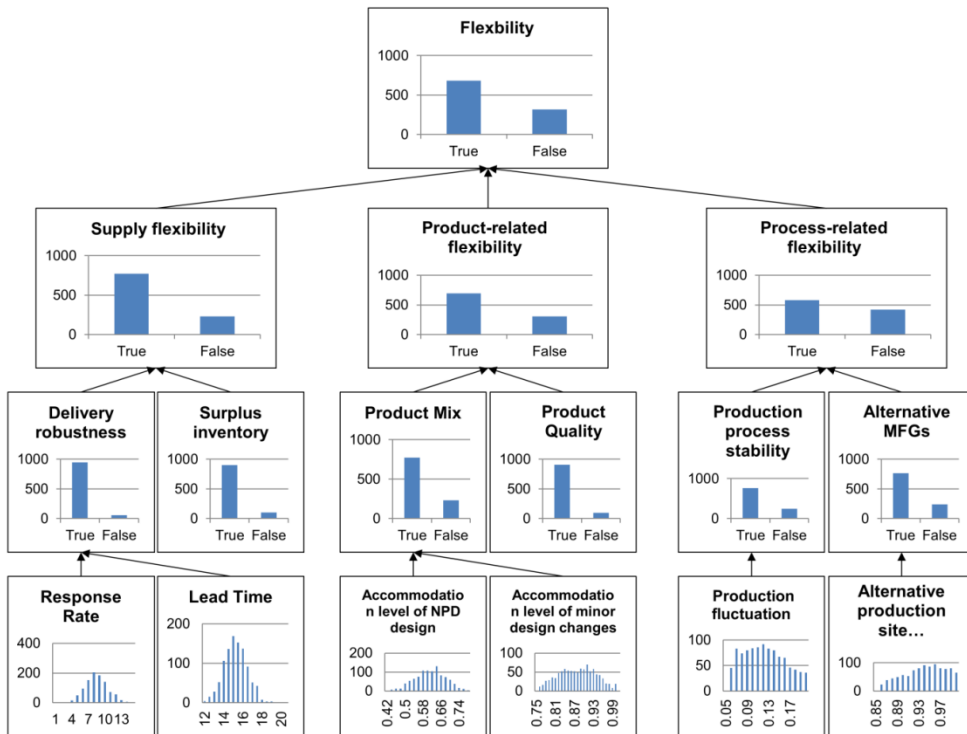 Flexbility
1000
500
0
True False
Supply flexibility
1000
500
0
True False
Product-related
flexibility
1000
500
0
True False
Process-related
flexibility
1000
500
0
True False
Delivery
robustness
1000
500
0
True False
Surplus
inventory
1000
500
0
True False
Product Mix
1000
500
0
True False
Product
Quality
1000
500
0
True False
Production
process
stability
1000
0
True False
Alternative
MFGs
1000
500
0
True False
Response
Rate
400
200
0
1 4 7 10 13
Lead Time
200
100
0
12 14 16 18 20
Accommodatio
n level of NPD
design
200
100
0
0.42 0.5 0.58 0.66 0.74
Accommodatio
n level of minor
design changes
100
50
0
0.75 0.81 0.87 0.93 0.99
Production
fluctuation
100
50
0
0.05 0.09 0.13 0.17
Alternative
production
site…
100
0
0.85 0.89 0.93 0.97